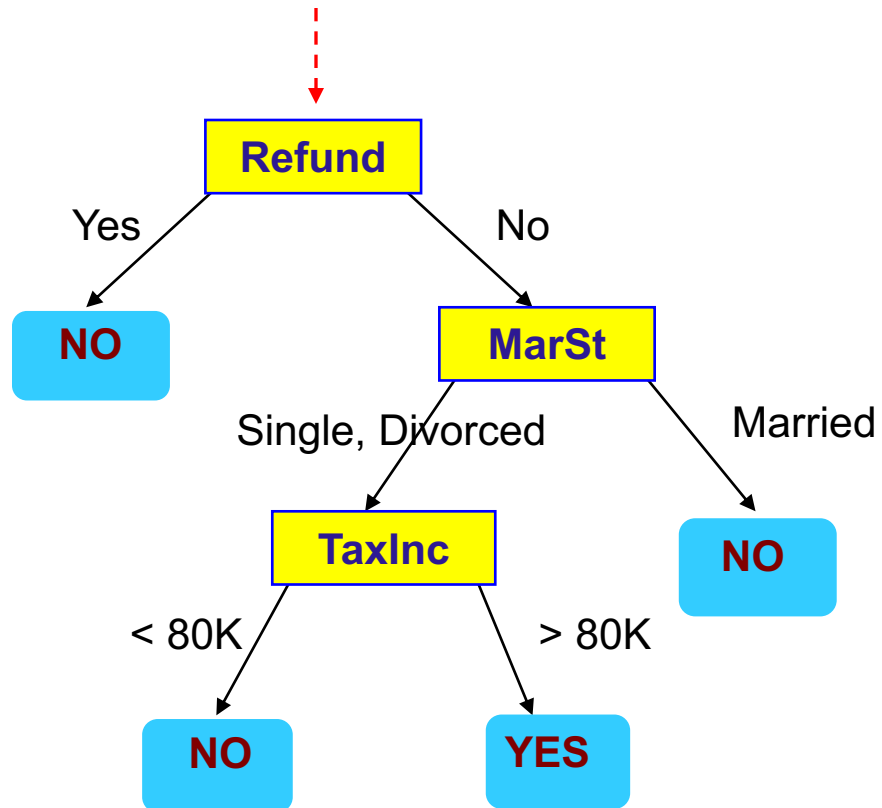 Refund
Yes
No
NO
MarSt
Single, Divorced
Married
TaxInc
NO
< 80K
> 80K
NO
YES